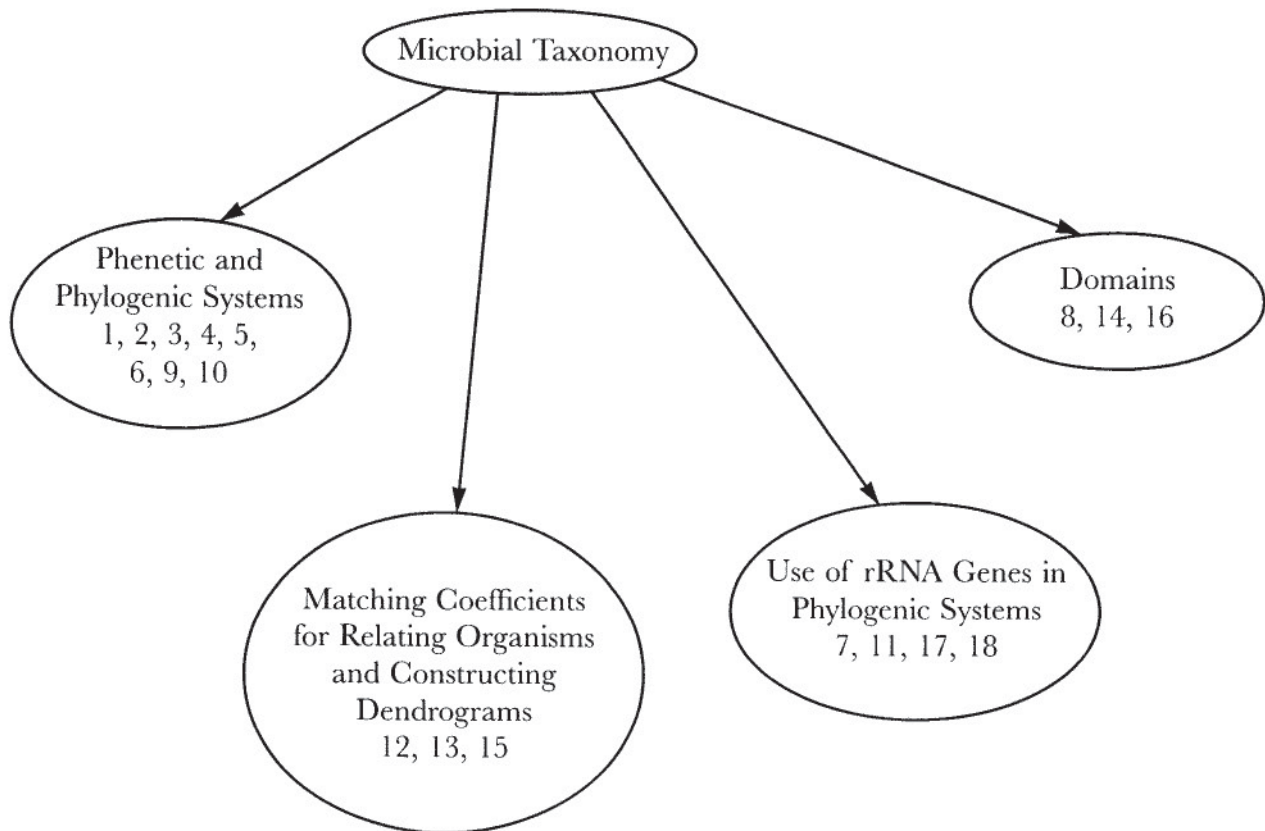 Microbial Taxonomy
Phenetic and
Phylogenic Systems
1, 2, 3, 4, 5,
6, 9, 10
Domains
8, 14, 16
Matching Coefficients
for Relating Organisms
and Constructing
Dendrograms
12, 13, 15
Use of rRNA Genes in
Phylogenic Systems
7, 11, 17, 18